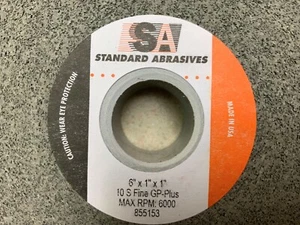 SA
STANDARD ABRASIVES
CAUTION: WEAR EYE PROTECTION
MADE IN USA
6" x 1" x 1"
10 S Fine GP-Plus
MAX RPM: 6000
855153